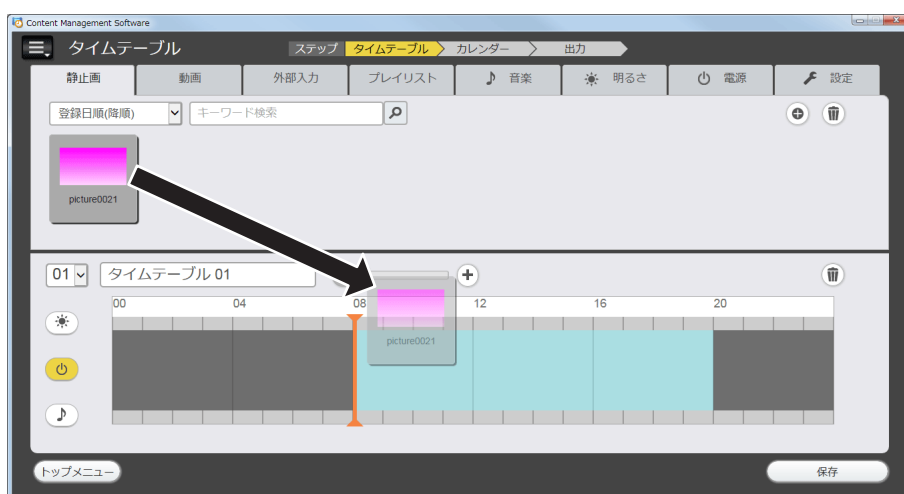 Content Management Software
タイムテーブル ステップ タイムテーブル カレンダー 出力
静止画 動画 外部入力 プレイリスト 音楽 明るさ 電源 設定
登録日順(降順) キーワード検索
picture0021
01 タイムテーブル 01
00 04 08 12 16 20
picture0021
トップメニュー 保存